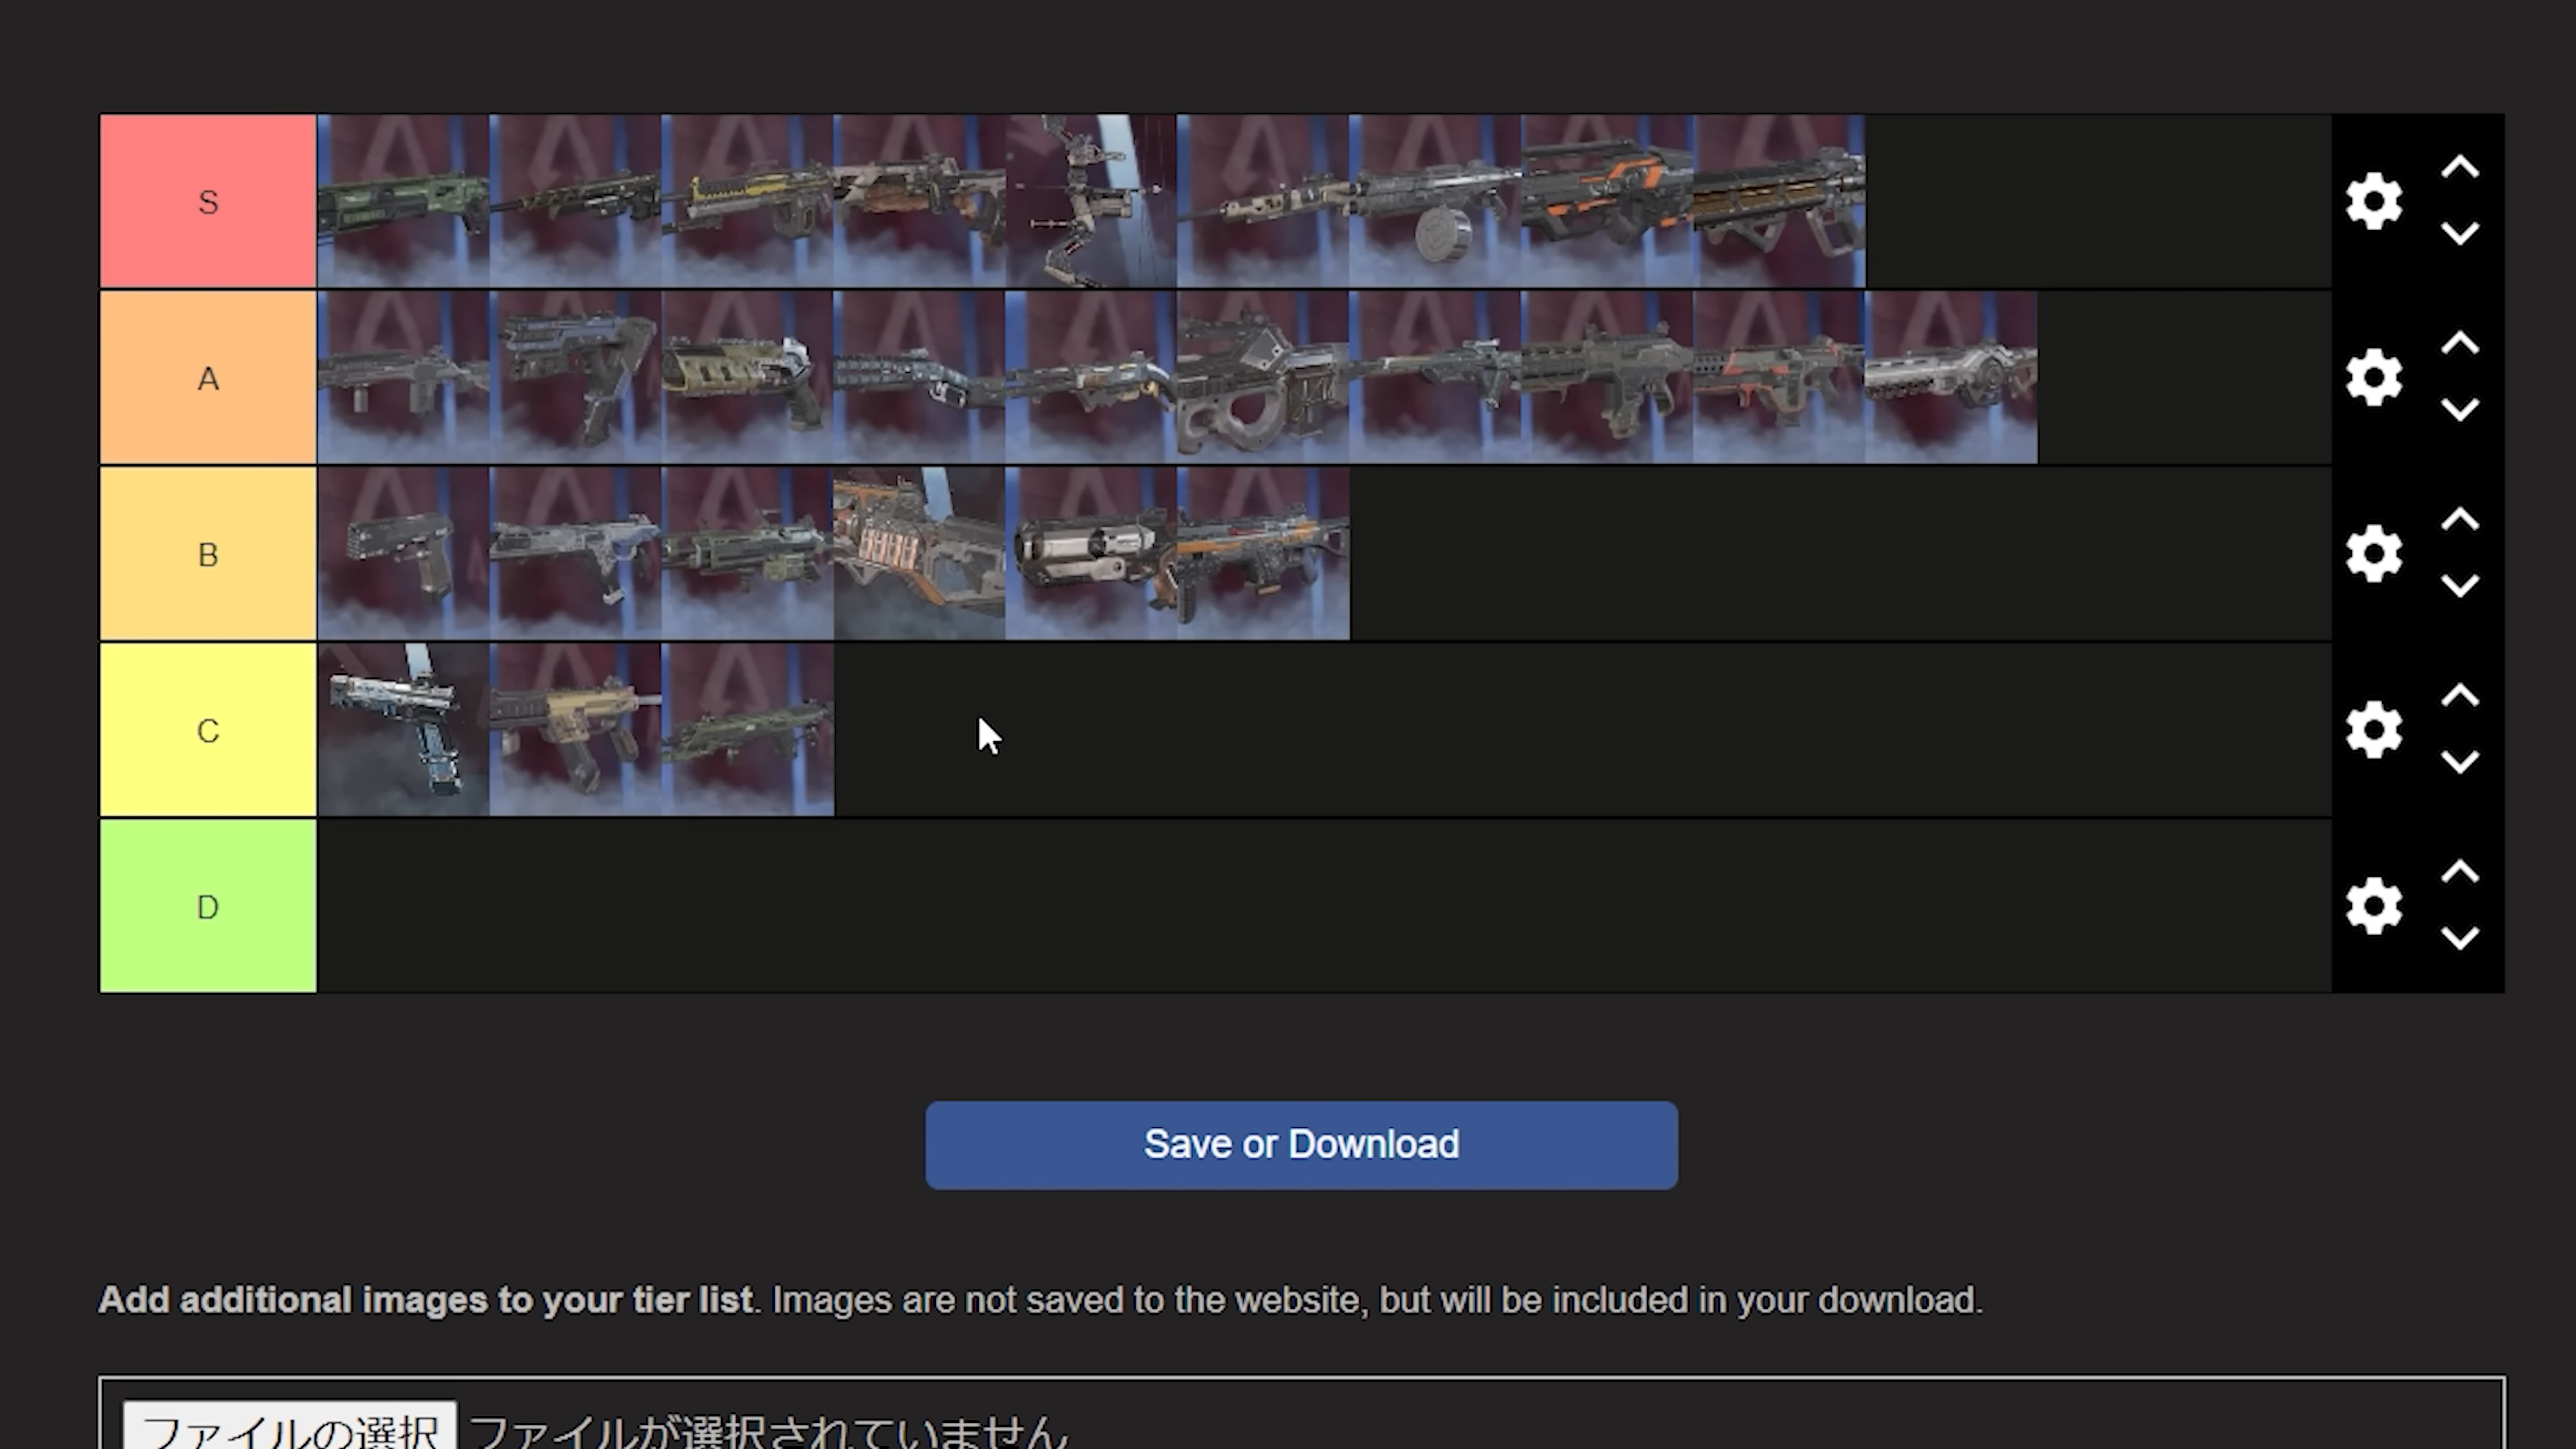 S
A
B
C
D
Save or Download
Add additional images to your tier list. Images are not saved to the website, but will be included in your download.
ファイルの選択 ファイルが選択されていません